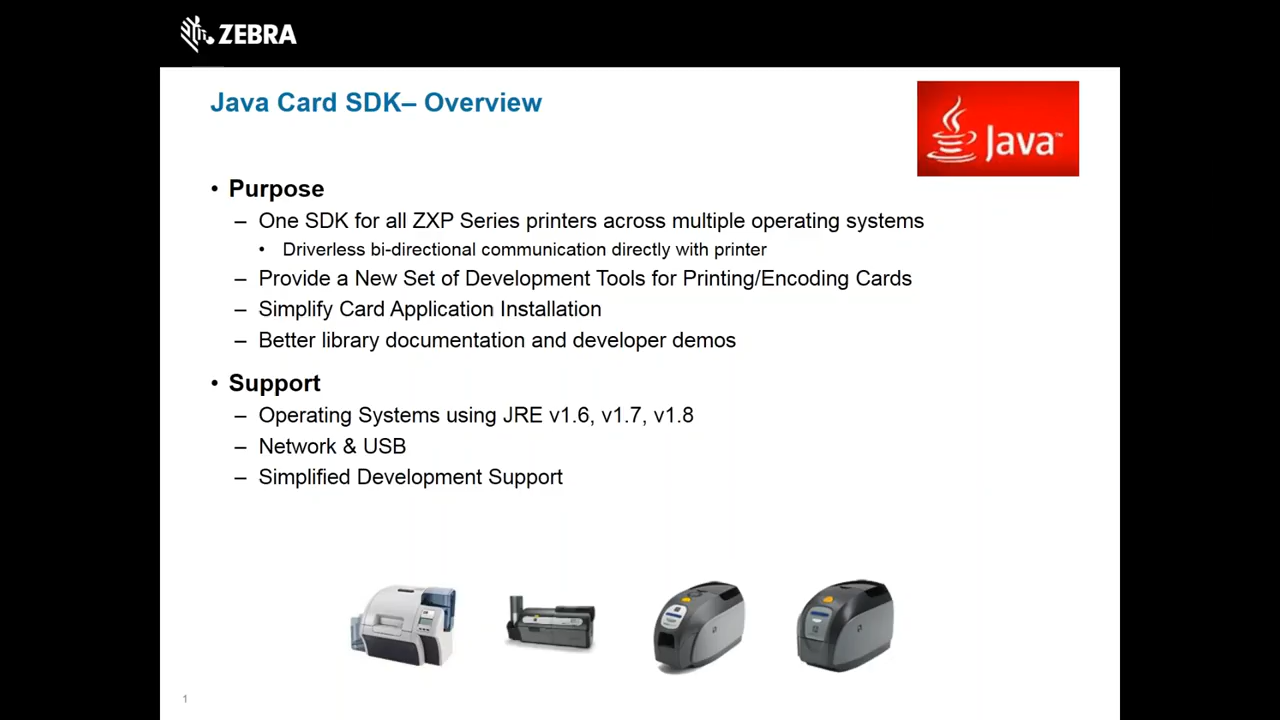 ZEBRA
Java Card SDK– Overview
Java™
• Purpose
– One SDK for all ZXP Series printers across multiple operating systems
• Driverless bi-directional communication directly with printer
– Provide a New Set of Development Tools for Printing/Encoding Cards
– Simplify Card Application Installation
– Better library documentation and developer demos
• Support
– Operating Systems using JRE v1.6, v1.7, v1.8
– Network & USB
– Simplified Development Support
1